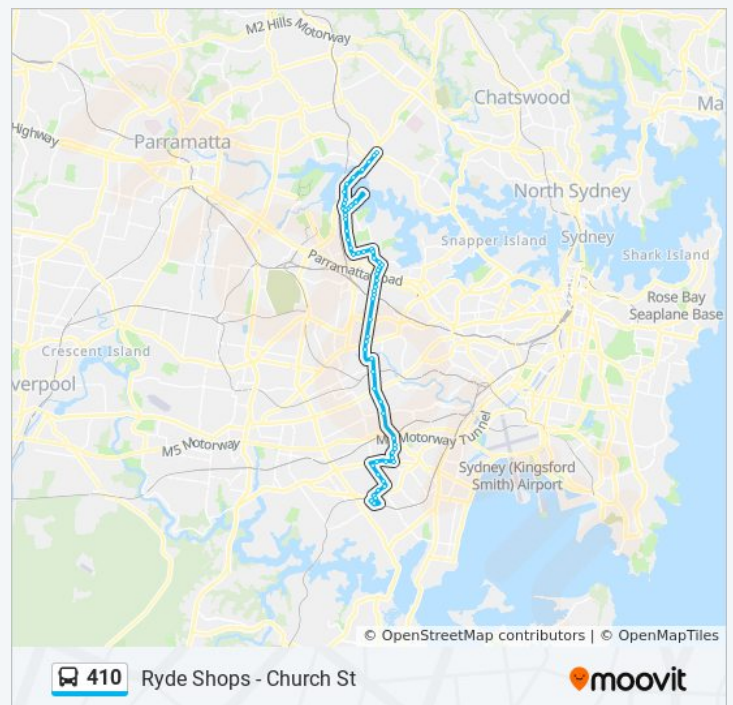 M2 Hills Motorway
Chatswood
Ma
Highway
Parramatta
North Sydney
Snapper Island
Sydney
Shark Island
Parramatta
oad
Rose Bay
Seaplane Base
Crescent Island
verpool
M5 Motorway
Motorway Tunnel
Sydney (Kingsford
Smith) Airport
© OpenStreetMap contributors | © OpenMapTiles
410 Ryde Shops - Church St
moovit